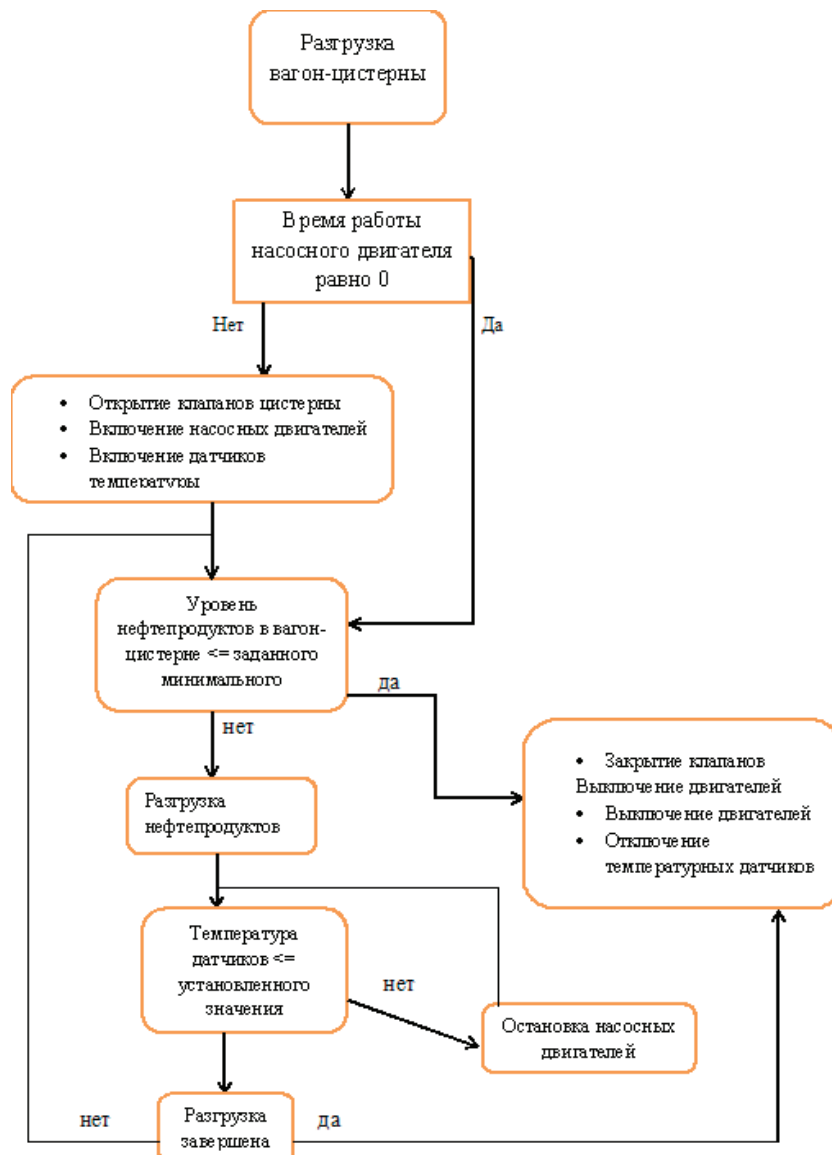 Разгрузка
вагон-цистерны
Время работы
насосного двигателя
равно 0
Нет
Да
• Открытие клапанов цистерны
• Включение насосных двигателей
• Включение датчиков
температуры
Уровень
нефтепродуктов в вагон-
цистерне <= заданного
минимального
да
нет
• Закрытие клапанов
Выключение двигателей
• Выключение двигателей
• Отключение
температурных датчиков
Разгрузка
нефтепродуктов
Температура
датчиков <=
установленного
значения
нет
Остановка насосных
двигателей
нет
Разгрузка
завершена
да